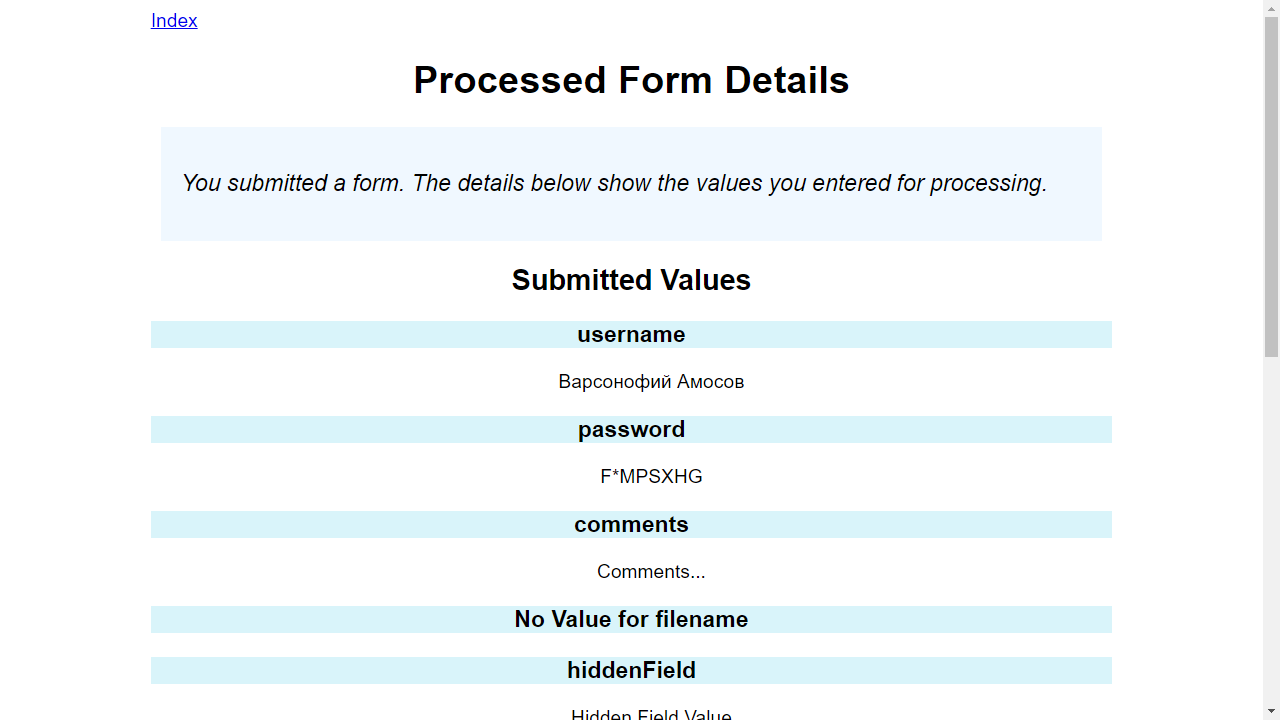 Index
Processed Form Details
You submitted a form. The details below show the values you entered for processing.
Submitted Values
username
Варсонофий Амосов
password
F*MPSXHG
comments
Comments...
No Value for filename
hiddenField
Hidden Field Value